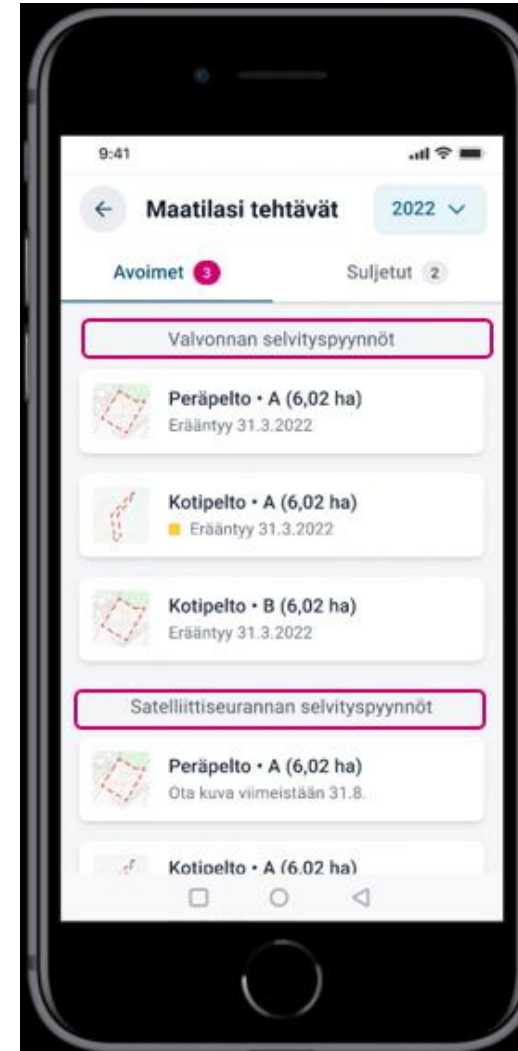 9:41
Maatilasi tehtävät
2022
Avoimet 3
Suljetut 2
Valvonnan selvityspyynnöt
Peräpelto • A (6,02 ha)
Erääntyy 31.3.2022
Kotipelto • A (6,02 ha)
Erääntyy 31.3.2022
Kotipelto • B (6,02 ha)
Erääntyy 31.3.2022
Satelliittiseurannan selvityspyynnöt
Peräpelto • A (6,02 ha)
Ota kuva viimeistään 31.8.
Kotipelto • A (6,02 ha)